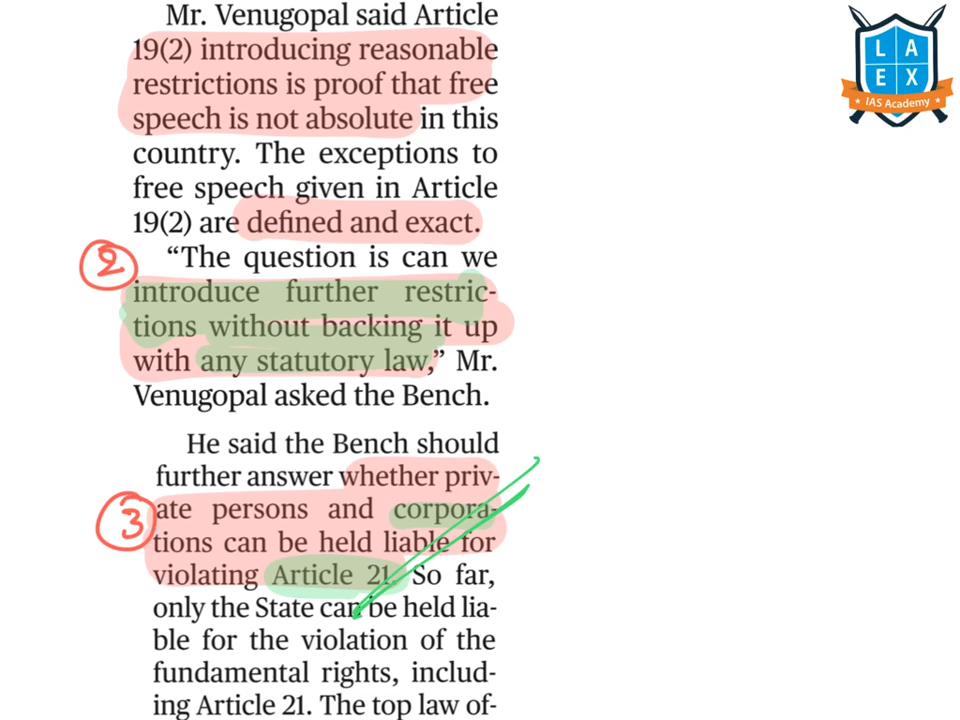 Mr. Venugopal said Article
19(2) introducing reasonable
restrictions is proof that free
speech is not absolute in this
country. The exceptions to
free speech given in Article
19(2) are defined and exact.
2
“The question is can we
introduce further restric-
tions without backing it up
with any statutory law,” Mr.
Venugopal asked the Bench.
He said the Bench should
further answer whether priv-
3
ate persons and corpora-
tions can be held liable for
violating Article 21. So far,
only the State can be held lia-
ble for the violation of the
fundamental rights, includ-
ing Article 21. The top law of-
L A
E X
IAS Academy